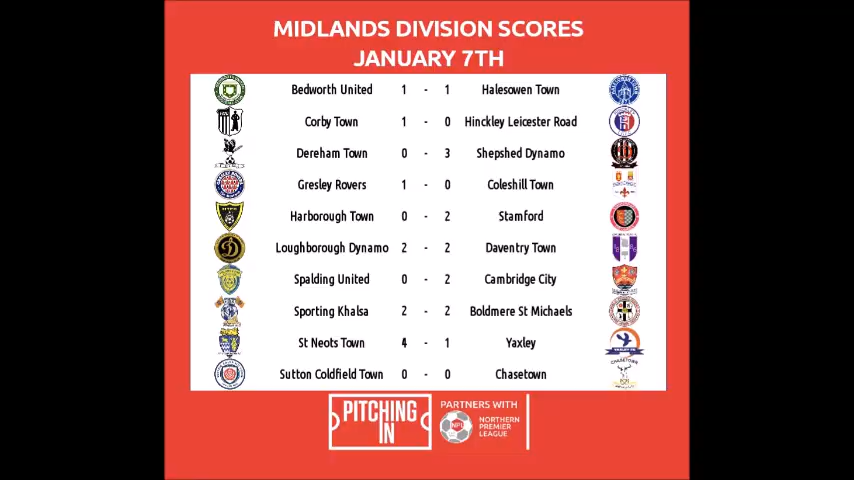 MIDLANDS DIVISION SCORES
JANUARY 7TH
Bedworth United 1 - 1 Halesowen Town
Corby Town 1 - 0 Hinckley Leicester Road
Dereham Town 0 - 3 Shepshed Dynamo
Gresley Rovers 1 - 0 Coleshill Town
Harborough Town 0 - 2 Stamford
Loughborough Dynamo 2 - 2 Daventry Town
Spalding United 0 - 2 Cambridge City
Sporting Khalsa 2 - 2 Boldmere St Michaels
St Neots Town 4 - 1 Yaxley
Sutton Coldfield Town 0 - 0 Chasetown
CHASETOWN
PITCHING
IN
PARTNERS WITH
NPL
NORTHERN
PREMIER
LEAGUE